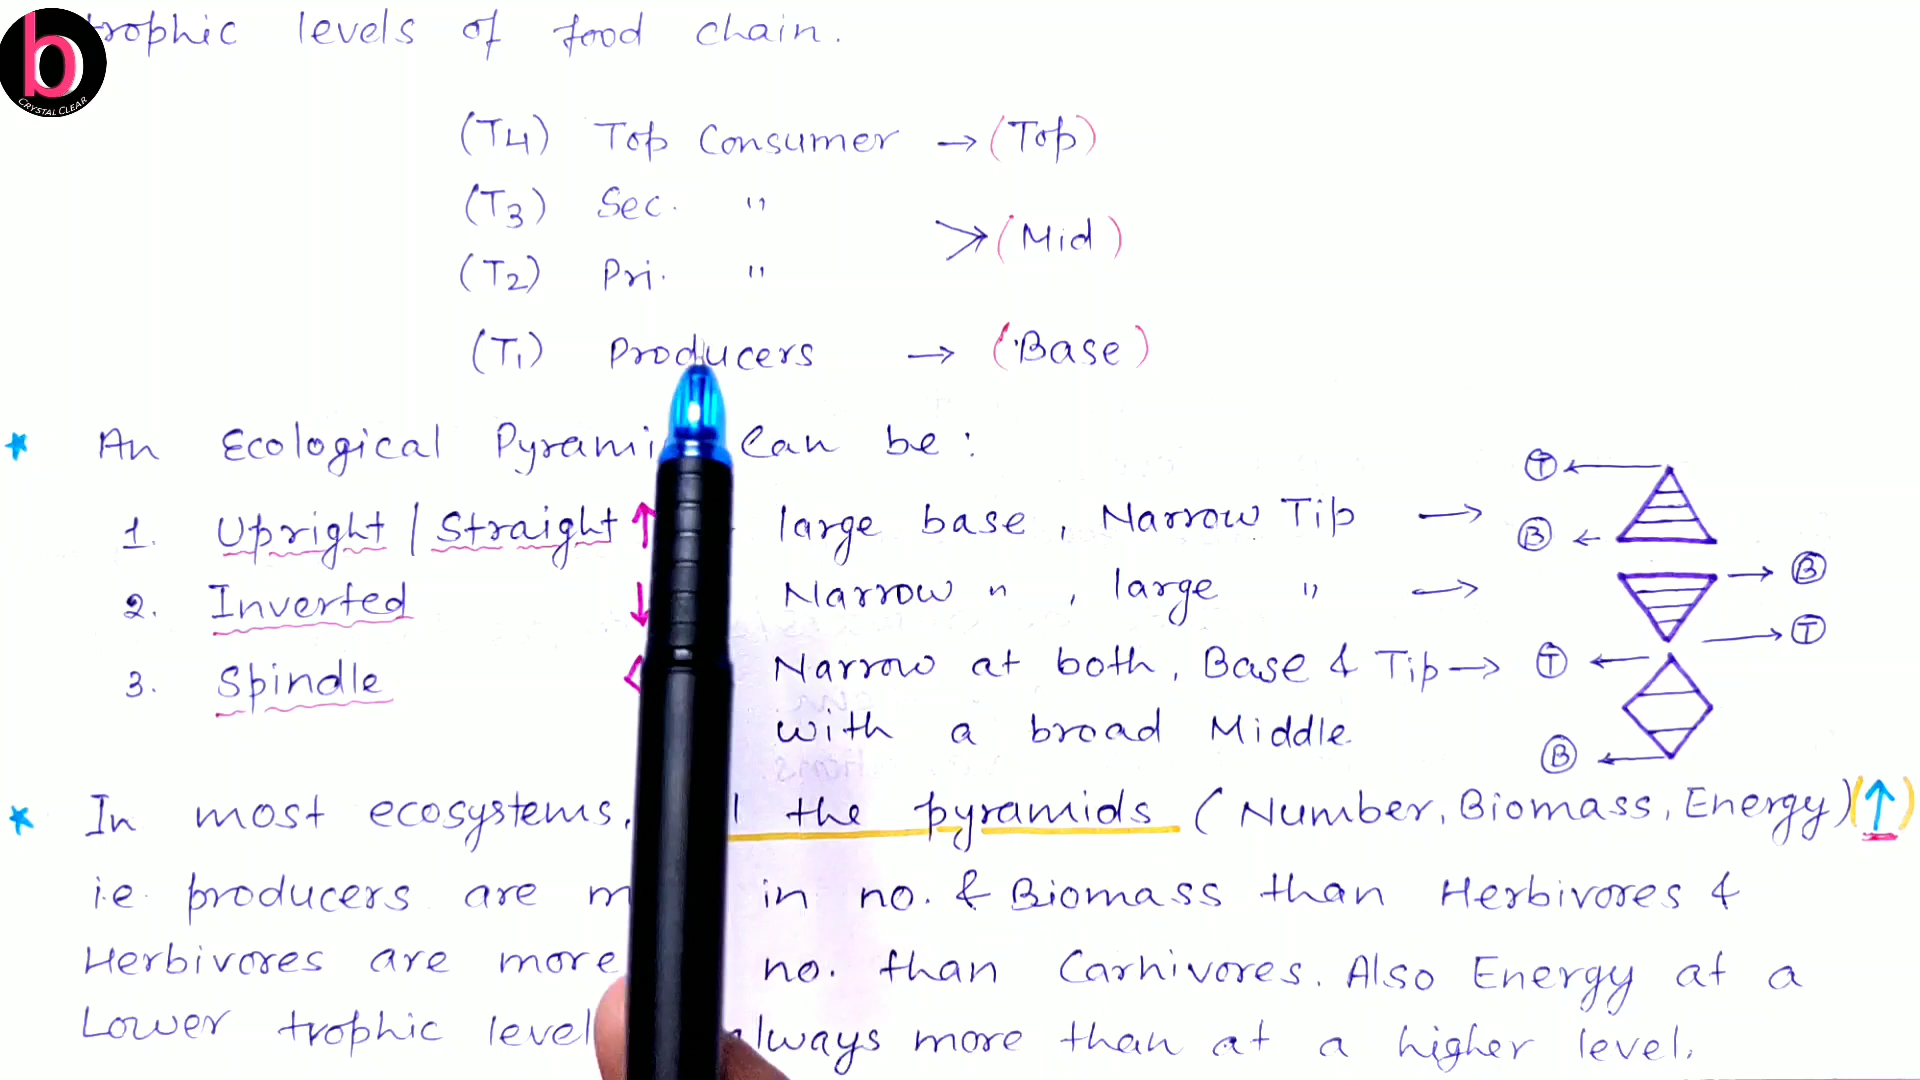 trophic levels of food chain.
b
CRYSTAL CLEAR
(T4) Top Consumer → (Top)
(T3) Sec. "
> (Mid)
(T2) Pri. "
(T1) Producers → (Base)
* An Ecological Pyrami Can be:
1. Upright / Straight ↑ large base, Narrow Tip →
2. Inverted ↓ Narrow ", large " →
3. Spindle Narrow at both, Base & Tip →
with a broad Middle.
T
B
B
T
T
B
* In most ecosystems, the pyramids (Number, Biomass, Energy) (↑)
i.e. producers are in no. & Biomass than Herbivores &
Herbivores are more no. than Carnivores. Also Energy at a
Lower trophic level always more than at a higher level.